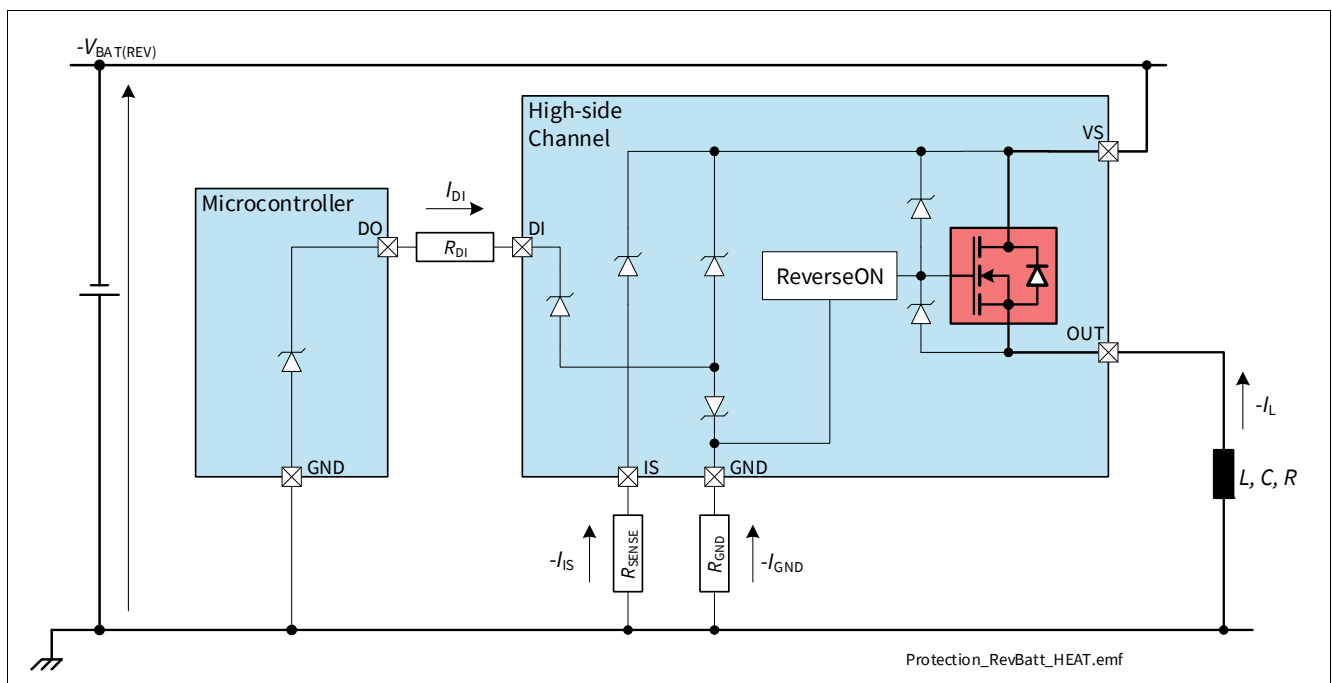 -VBAT(REV)
High-side
Channel
VS
Microcontroller
IDI
DO
RDI
DI
ReverseON
OUT
-IL
GND
IS
GND
L, C, R
-IIS
RSENSE
RGND
-IGND
Protection_RevBatt_HEAT.emf